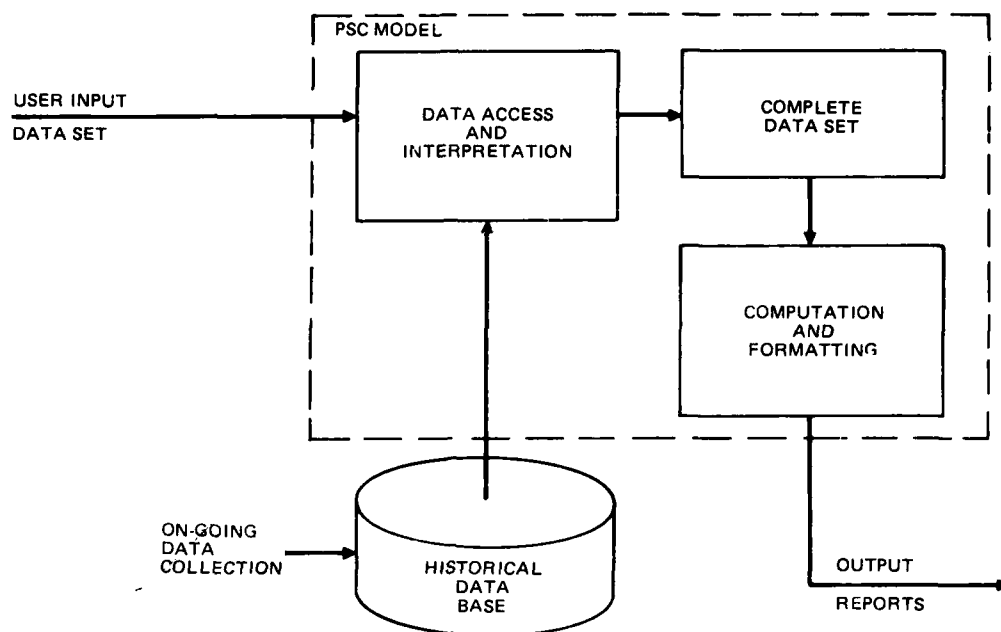 PSC MODEL
USER INPUT
DATA SET
DATA ACCESS
AND
INTERPRETATION
COMPLETE
DATA SET
COMPUTATION
AND
FORMATTING
ON-GOING
DATA
COLLECTION
HISTORICAL
DATA
BASE
OUTPUT
REPORTS